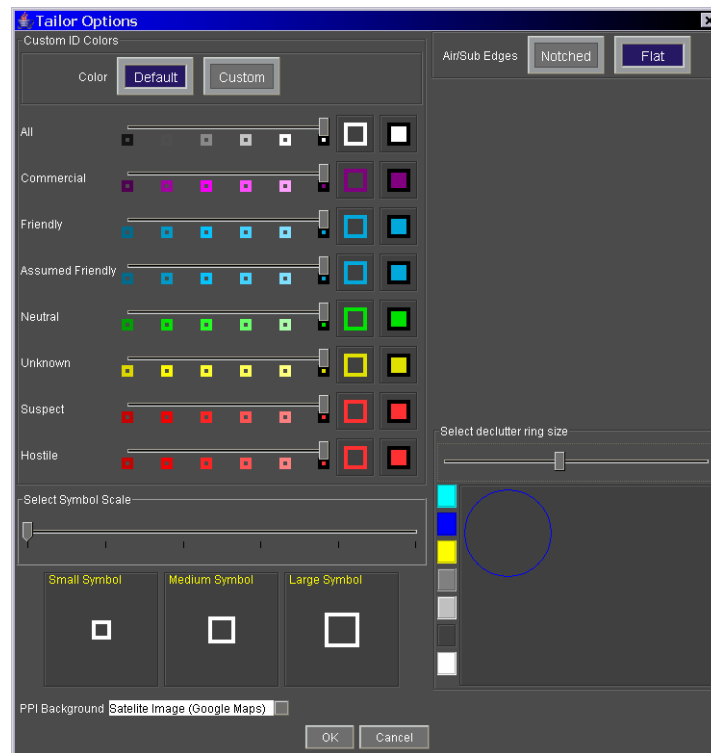 Tailor Options
Custom ID Colors
Color Default Custom
Air/Sub Edges Notched Flat
All
Commercial
Friendly
Assumed Friendly
Neutral
Unknown
Suspect
Hostile
Select declutter ring size
Select Symbol Scale
Small Symbol Medium Symbol Large Symbol
PPI Background Satelite Image (Google Maps)
OK Cancel